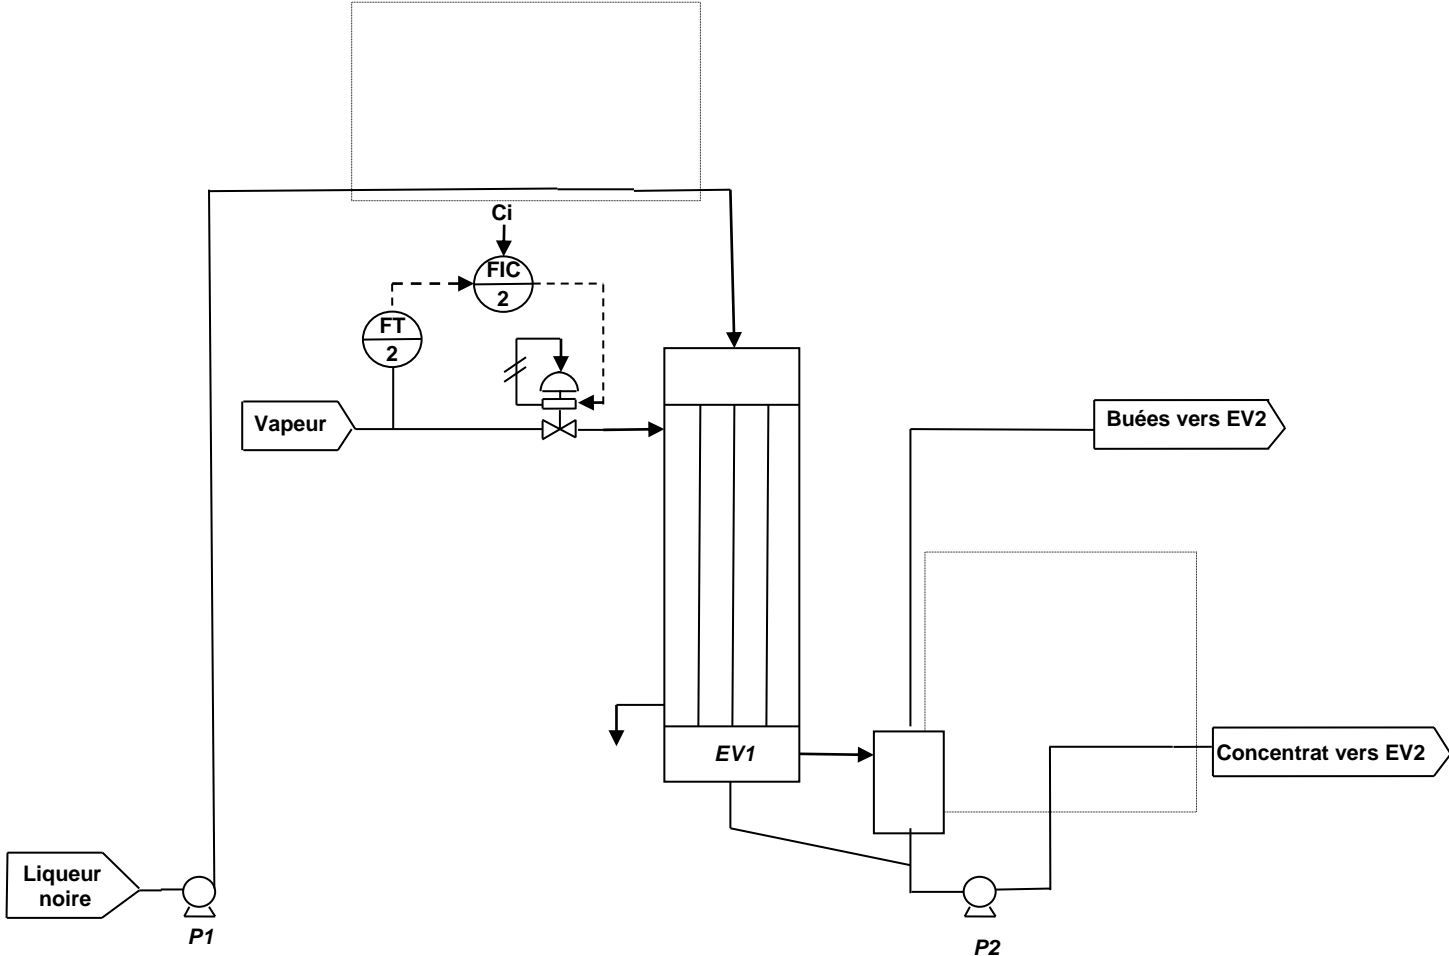 Ci
FIC
2
FT
2
Vapeur
Buées vers EV2
EV1
Concentrat vers EV2
Liqueur
noire
P1
P2